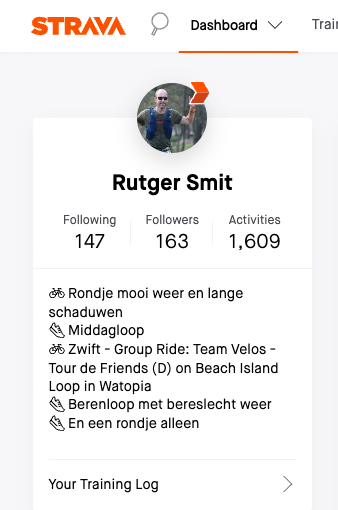 STRAVA Dashboard
Rutger Smit
Following Followers Activities
147 163 1,609
Rondje mooi weer en lange
schaduwen
Middagloop
Zwift - Group Ride: Team Velos -
Tour de Friends (D) on Beach Island
Loop in Watopia
Berenloop met bereslecht weer
En een rondje alleen
Your Training Log